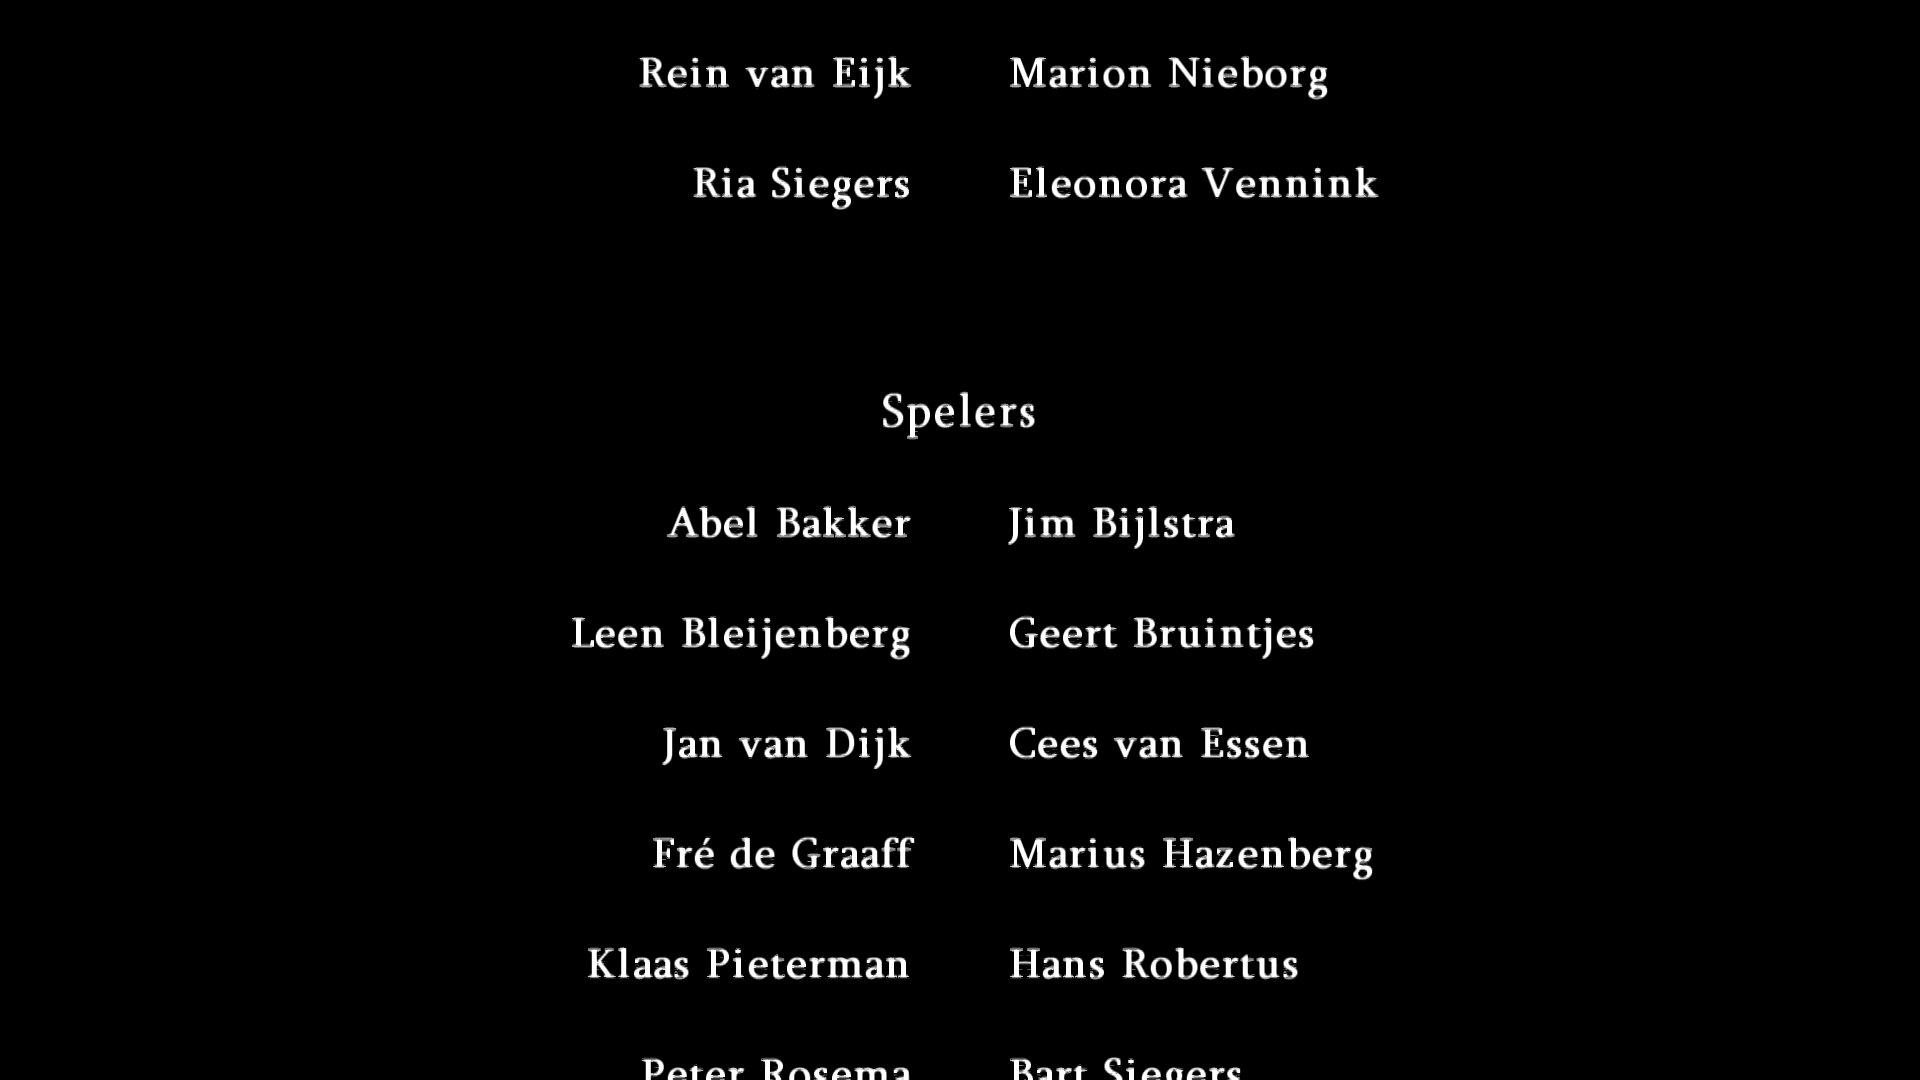 Rein van Eijk Marion Nieborg
Ria Siegers Eleonora Vennink
Spelers
Abel Bakker Jim Bijlstra
Leen Bleijenberg Geert Bruintjes
Jan van Dijk Cees van Essen
Fré de Graaff Marius Hazenberg
Klaas Pieterman Hans Robertus
Peter Rosema Bart Siegers